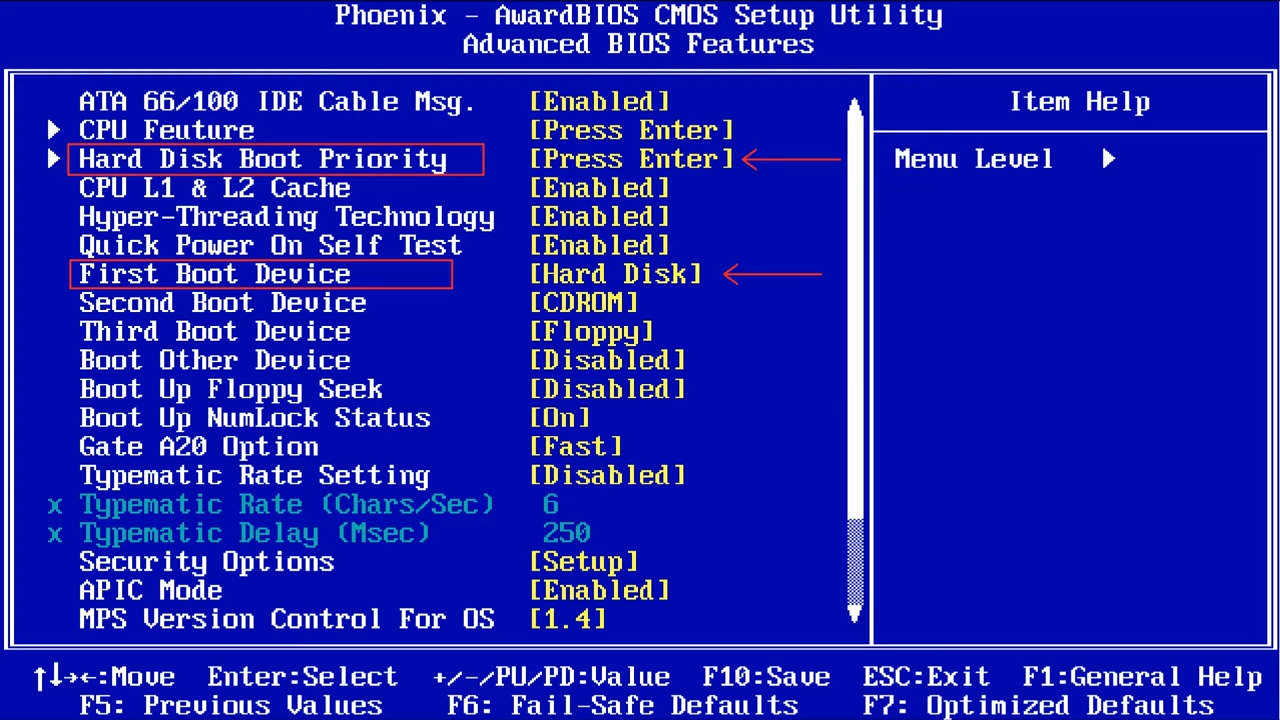 Phoenix - AwardBIOS CMOS Setup Utility
Advanced BIOS Features
ATA 66/100 IDE Cable Msg. [Enabled]
CPU Feuture [Press Enter]
Hard Disk Boot Priority [Press Enter]
CPU L1 & L2 Cache [Enabled]
Hyper-Threading Technology [Enabled]
Quick Power On Self Test [Enabled]
First Boot Device [Hard Disk]
Second Boot Device [CDROM]
Third Boot Device [Floppy]
Boot Other Device [Disabled]
Boot Up Floppy Seek [Disabled]
Boot Up NumLock Status [On]
Gate A20 Option [Fast]
Typematic Rate Setting [Disabled]
x Typematic Rate (Chars/Sec) 6
x Typematic Delay (Msec) 250
Security Options [Setup]
APIC Mode [Enabled]
MPS Version Control For OS [1.4]
Item Help
Menu Level
↑↓→←:Move Enter:Select +/-/PU/PD:Value F10:Save ESC:Exit F1:General Help
F5: Previous Values F6: Fail-Safe Defaults F7: Optimized Defaults